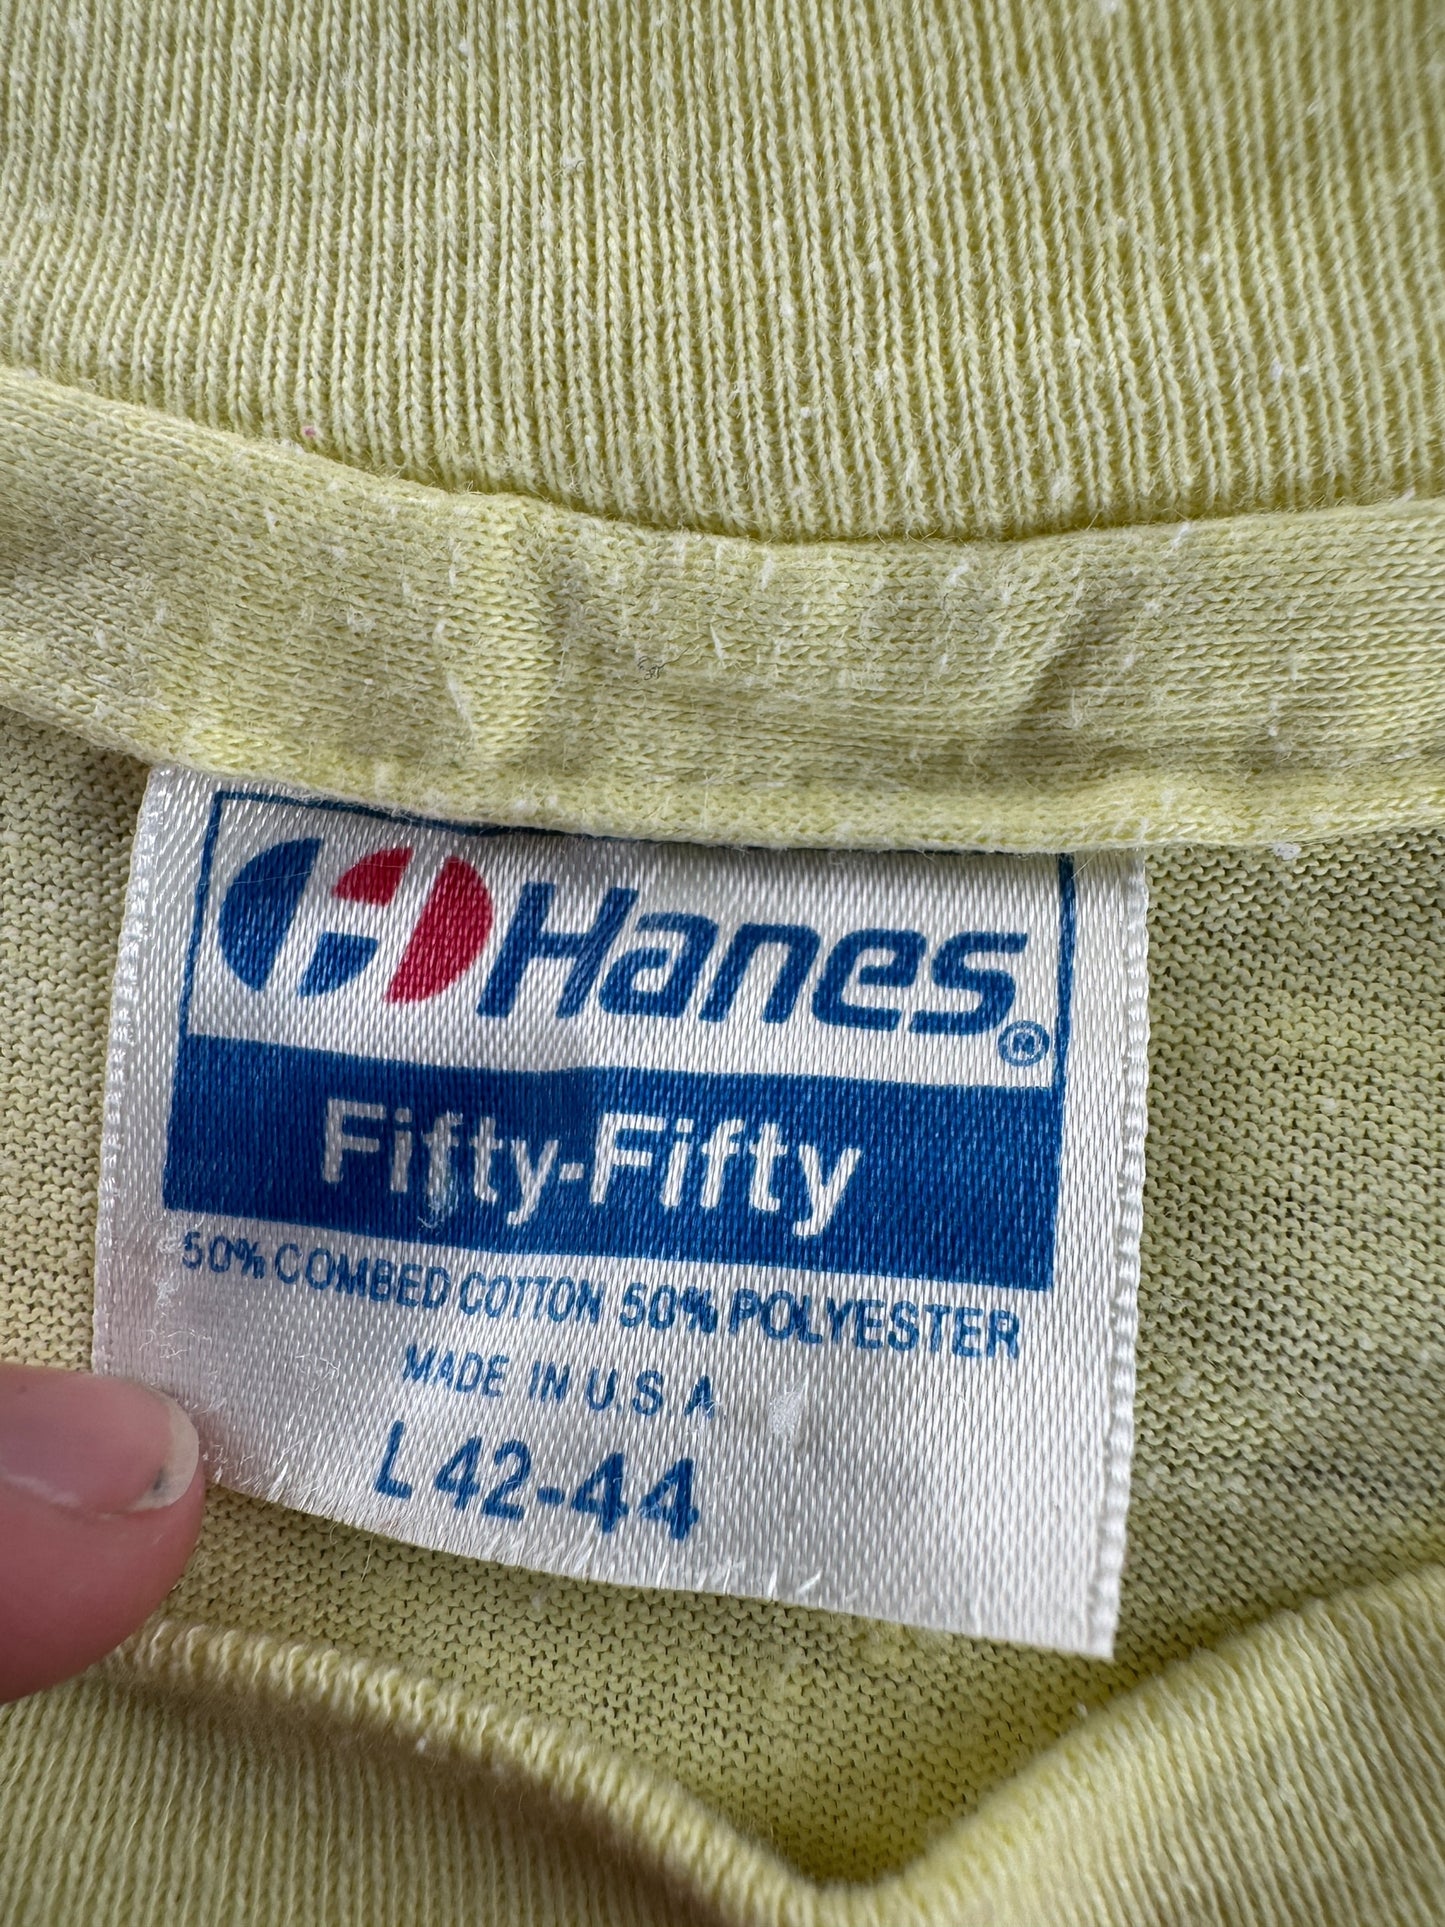 Hanes®
Fifty-Fifty
50% COMBED COTTON 50% POLYESTER
MADE IN U.S.A.
L 42-44